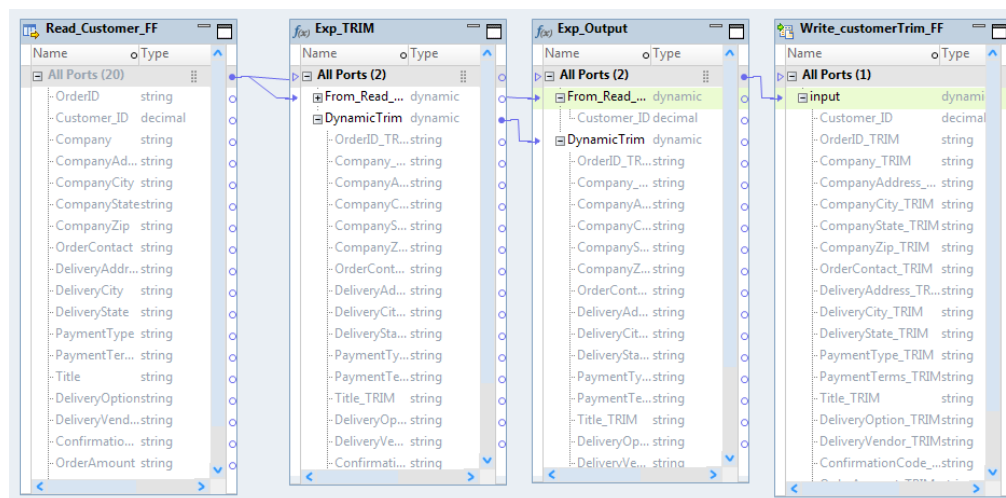 Read_Customer_FF
Name Type
All Ports (20)
OrderID string
Customer_ID decimal
Company string
CompanyAd... string
CompanyCity string
CompanyState string
CompanyZip string
OrderContact string
DeliveryAddr... string
DeliveryCity string
DeliveryState string
PaymentType string
PaymentTer... string
Title string
DeliveryOption string
DeliveryVend... string
Confirmatio... string
OrderAmount string
f(x) Exp_TRIM
Name Type
All Ports (2)
From_Read_... dynamic
DynamicTrim dynamic
OrderID_TR... string
Company_... string
CompanyA... string
CompanyC... string
CompanyS... string
CompanyZ... string
OrderCont... string
DeliveryAd... string
DeliveryCit... string
DeliverySta... string
PaymentTy... string
PaymentTe... string
Title_TRIM string
DeliveryOp... string
DeliveryVe... string
Confirmati... string
f(x) Exp_Output
Name Type
All Ports (2)
From_Read_... dynamic
Customer_ID decimal
DynamicTrim dynamic
OrderID_TR... string
Company_... string
CompanyA... string
CompanyC... string
CompanyS... string
CompanyZ... string
OrderCont... string
DeliveryAd... string
DeliveryCit... string
DeliverySta... string
PaymentTy... string
PaymentTe... string
Title_TRIM string
DeliveryOp... string
DeliveryVe... string
Write_customerTrim_FF
Name Type
All Ports (1)
input dynami
Customer_ID decimal
OrderID_TRIM string
Company_TRIM string
CompanyAddress_... string
CompanyCity_TRIM string
CompanyState_TRIM string
CompanyZip_TRIM string
OrderContact_TRIM string
DeliveryAddress_TR... string
DeliveryCity_TRIM string
DeliveryState_TRIM string
PaymentType_TRIM string
PaymentTerms_TRIM string
Title_TRIM string
DeliveryOption_TRIM string
DeliveryVendor_TRIM string
ConfirmationCode_... string